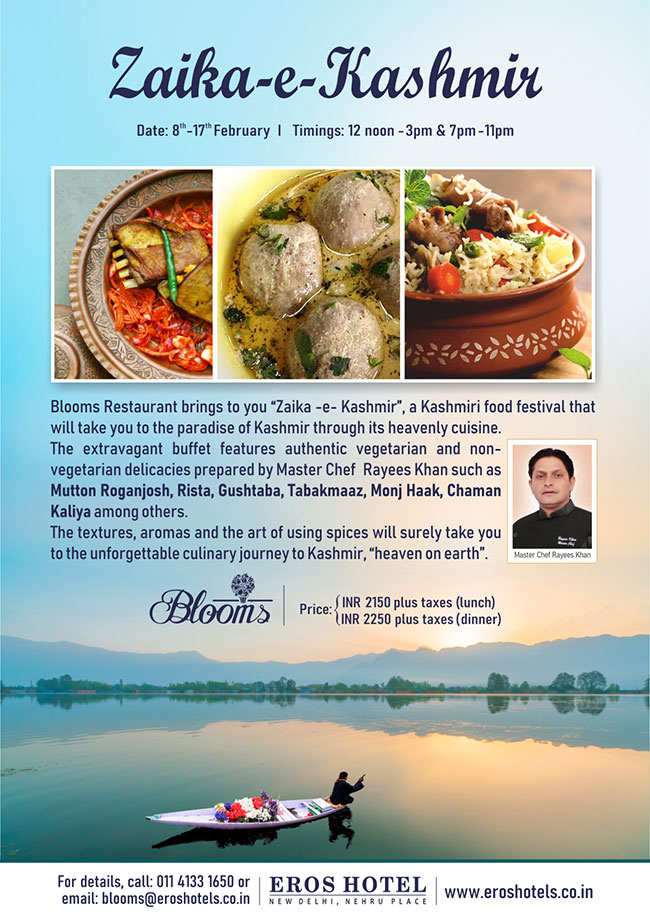 Zaika-e-Kashmir
Date: 8th-17th February I Timings: 12 noon -3pm & 7pm -11pm
Blooms Restaurant brings to you “Zaika -e- Kashmir”, a Kashmiri food festival that
will take you to the paradise of Kashmir through its heavenly cuisine.
The extravagant buffet features authentic vegetarian and non-
vegetarian delicacies prepared by Master Chef Rayees Khan such as
Mutton Roganjosh, Rista, Gushtaba, Tabakmaaz, Monj Haak, Chaman
Kaliya among others.
The textures, aromas and the art of using spices will surely take you
to the unforgettable culinary journey to Kashmir, “heaven on earth”.
Rayees Khan
Master Chef
Master Chef Rayees Khan
Blooms
Price:
INR 2150 plus taxes (lunch)
INR 2250 plus taxes (dinner)
For details, call: 011 4133 1650 or
email: blooms@eroshotels.co.in
EROS HOTEL
NEW DELHI, NEHRU PLACE
www.eroshotels.co.in